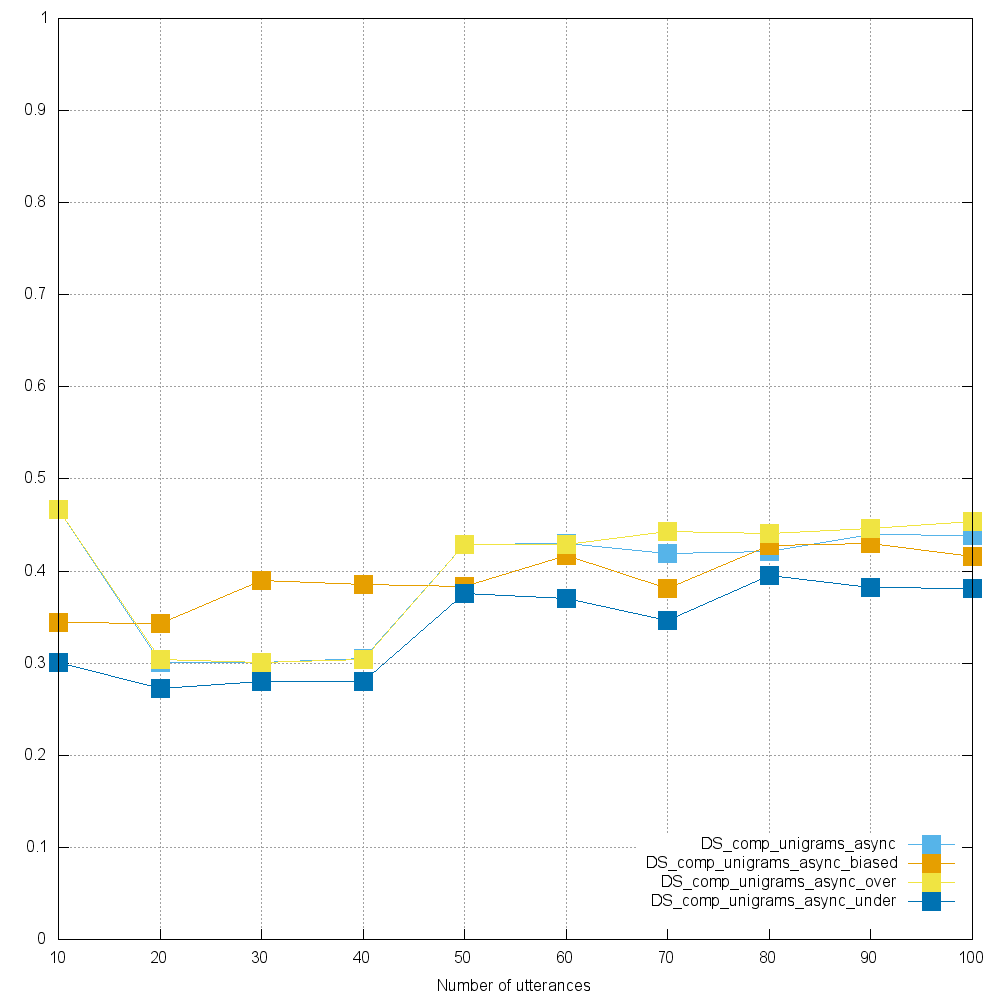 1
0.9
0.8
0.7
0.6
0.5
0.4
0.3
0.2
0.1
0
DS_comp_unigrams_async
DS_comp_unigrams_async_biased
DS_comp_unigrams_async_over
DS_comp_unigrams_async_under
10 20 30 40 50 60 70 80 90 100
Number of utterances